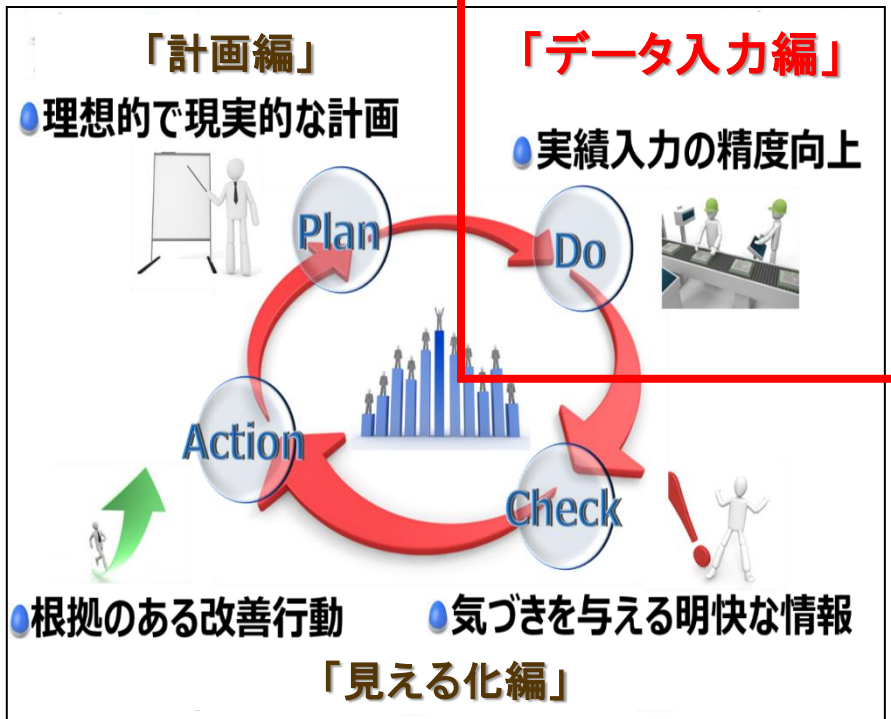 「計画編」
「データ入力編」
理想的で現実的な計画
実績入力の精度向上
Plan
Do
Action
Check
根拠のある改善行動
気づきを与える明快な情報
「見える化編」